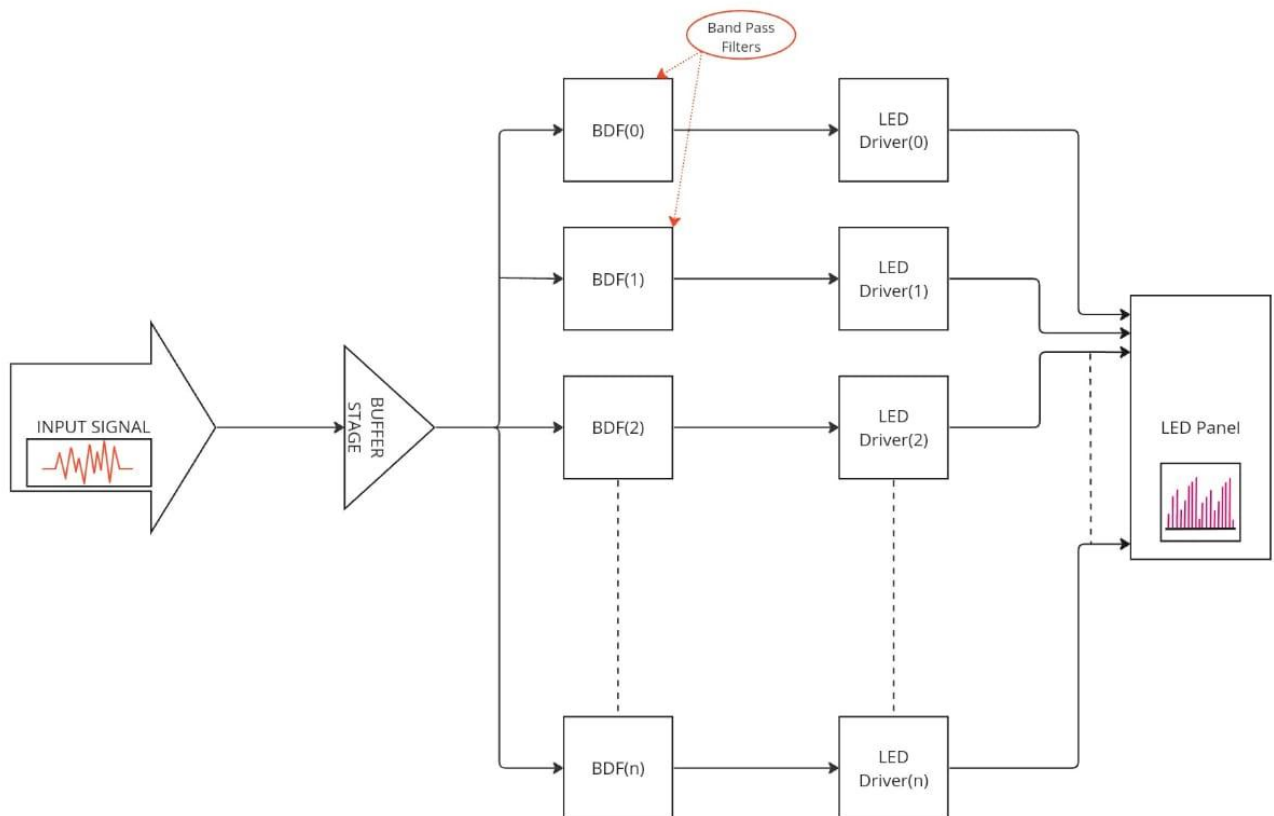 Band Pass
Filters
BDF(0)
LED
Driver(0)
BDF(1)
LED
Driver(1)
INPUT SIGNAL
BUFFER
STAGE
BDF(2)
LED
Driver(2)
LED Panel
BDF(n)
LED
Driver(n)